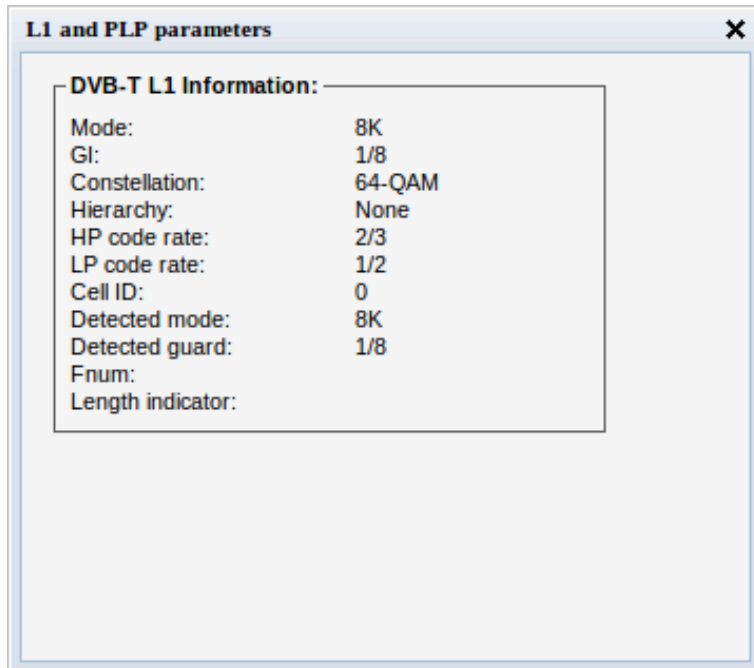 L1 and PLP parameters
DVB-T L1 Information:
Mode: 8K
GI: 1/8
Constellation: 64-QAM
Hierarchy: None
HP code rate: 2/3
LP code rate: 1/2
Cell ID: 0
Detected mode: 8K
Detected guard: 1/8
Fnum:
Length indicator: